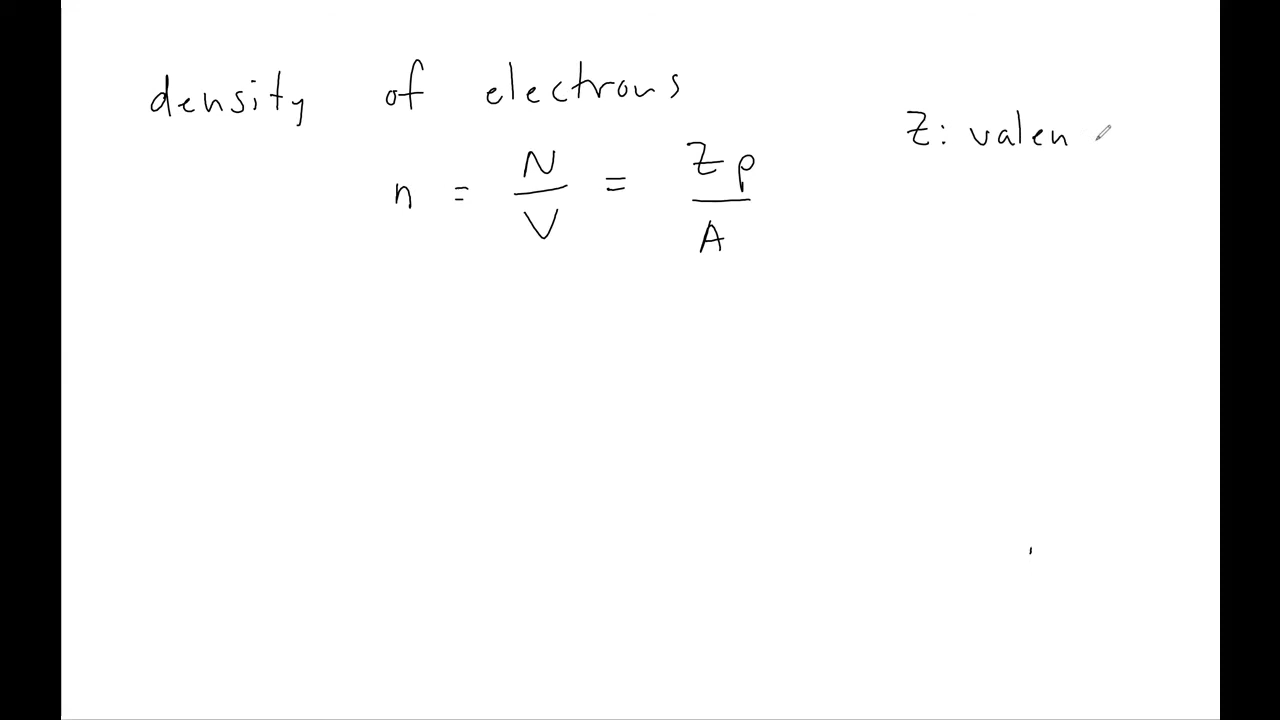 density of electrons
Z: valen
n = N/V = Zρ/A